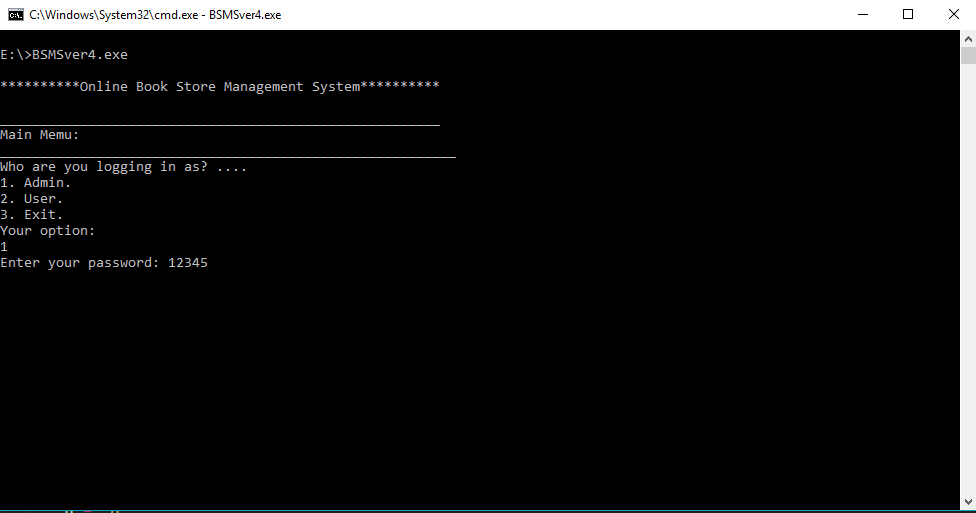 C:\Windows\System32\cmd.exe - BSMSver4.exe
E:\>BSMSver4.exe
**********Online Book Store Management System**********
_______________________________________________________
Main Memu:
_________________________________________________________
Who are you logging in as? ....
1. Admin.
2. User.
3. Exit.
Your option:
1
Enter your password: 12345